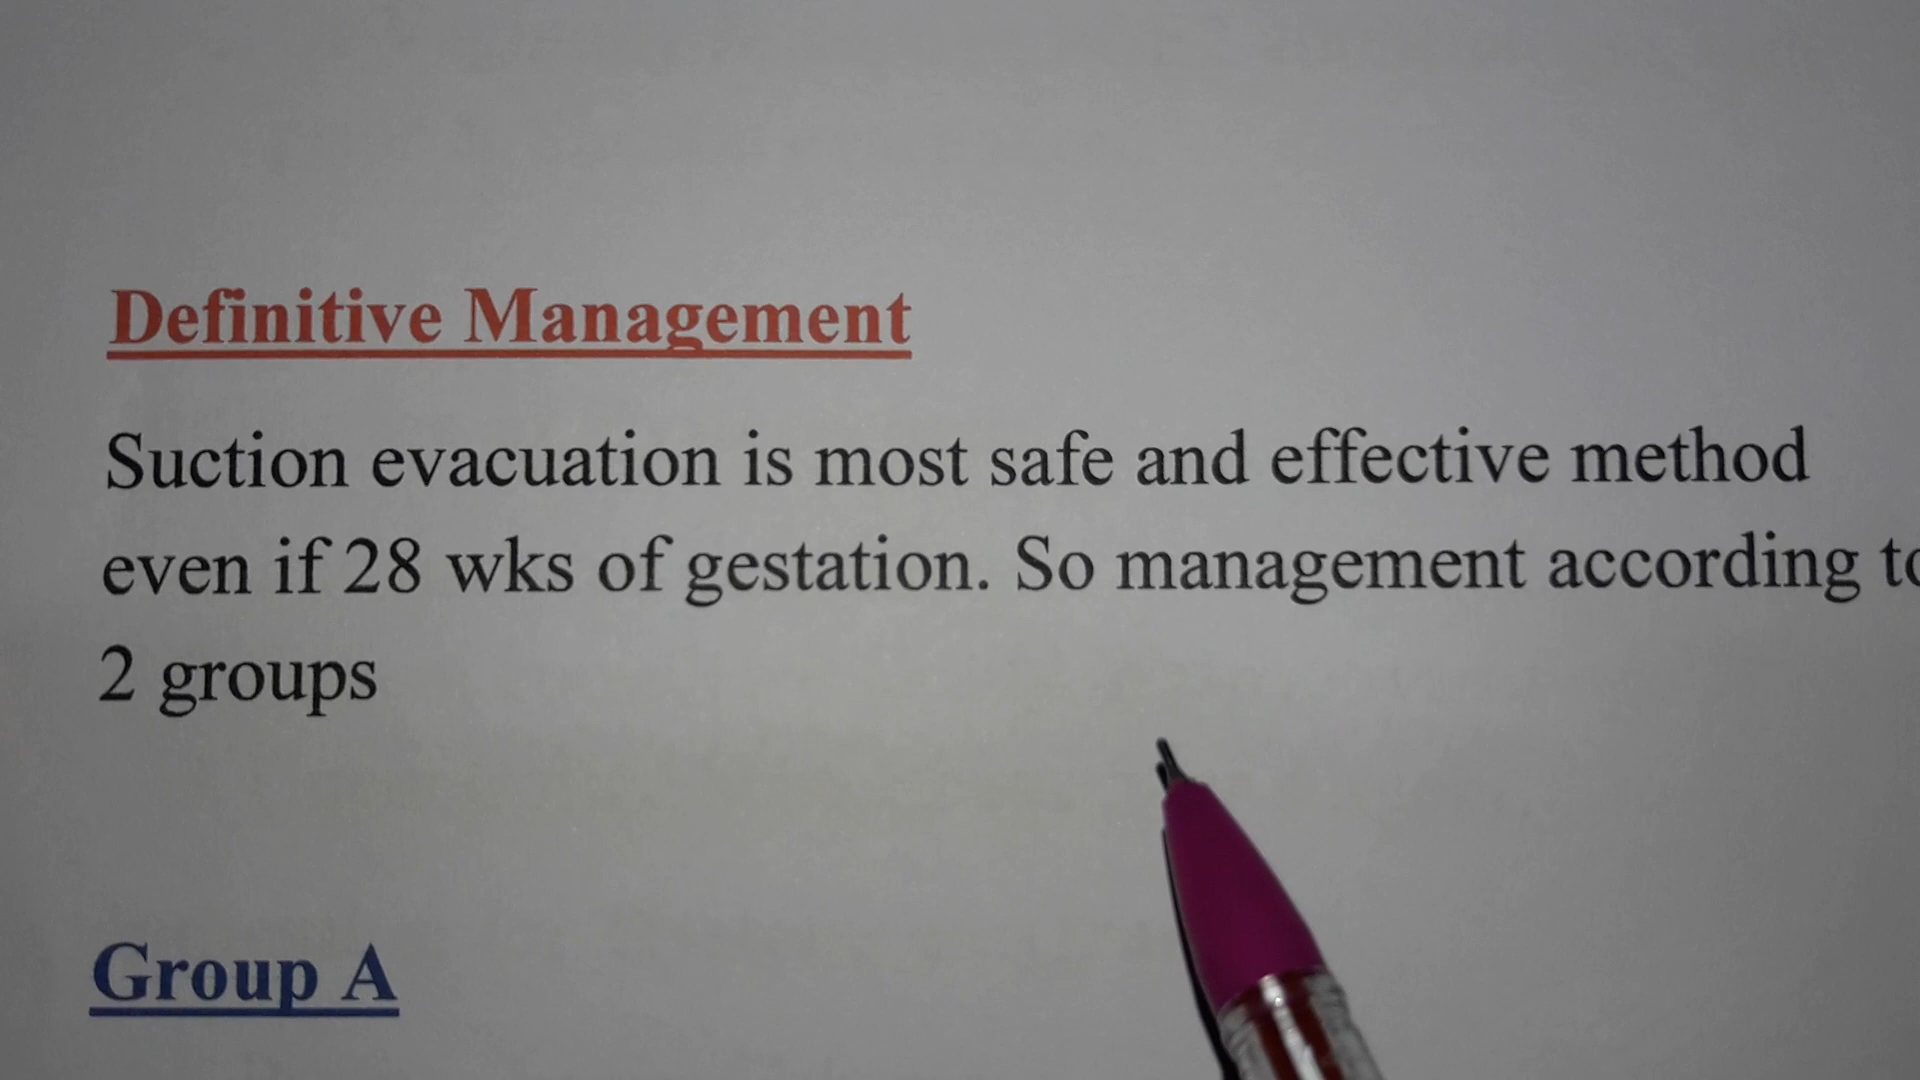 Definitive Management
Suction evacuation is most safe and effective method
even if 28 wks of gestation. So management according to
2 groups
Group A